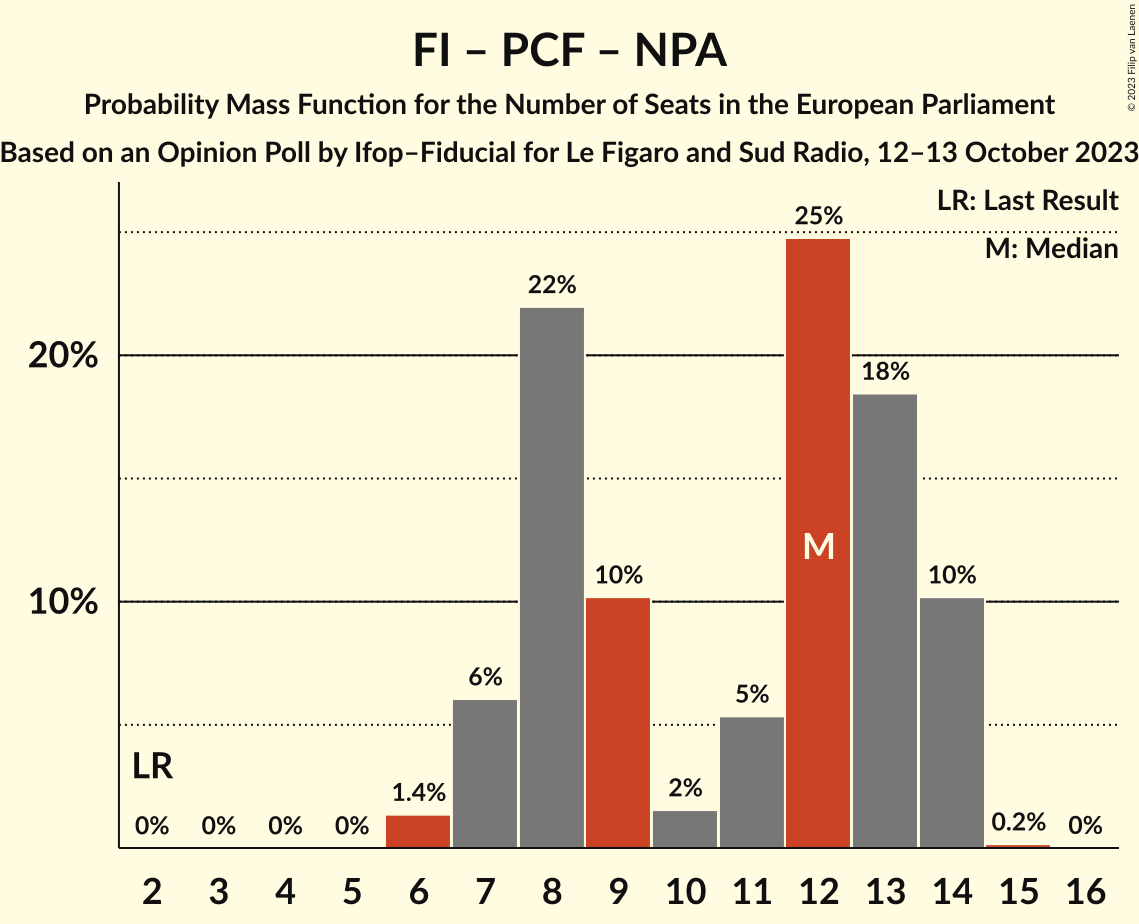 FI – PCF – NPA
Probability Mass Function for the Number of Seats in the European Parliament
Based on an Opinion Poll by Ifop–Fiducial for Le Figaro and Sud Radio, 12–13 October 2023
© 2023 Filip van Laenen
LR: Last Result
M: Median
20%
10%
LR
0%
0%
0%
0%
1.4%
6%
22%
10%
2%
5%
25%
M
18%
10%
0.2%
0%
2 3 4 5 6 7 8 9 10 11 12 13 14 15 16